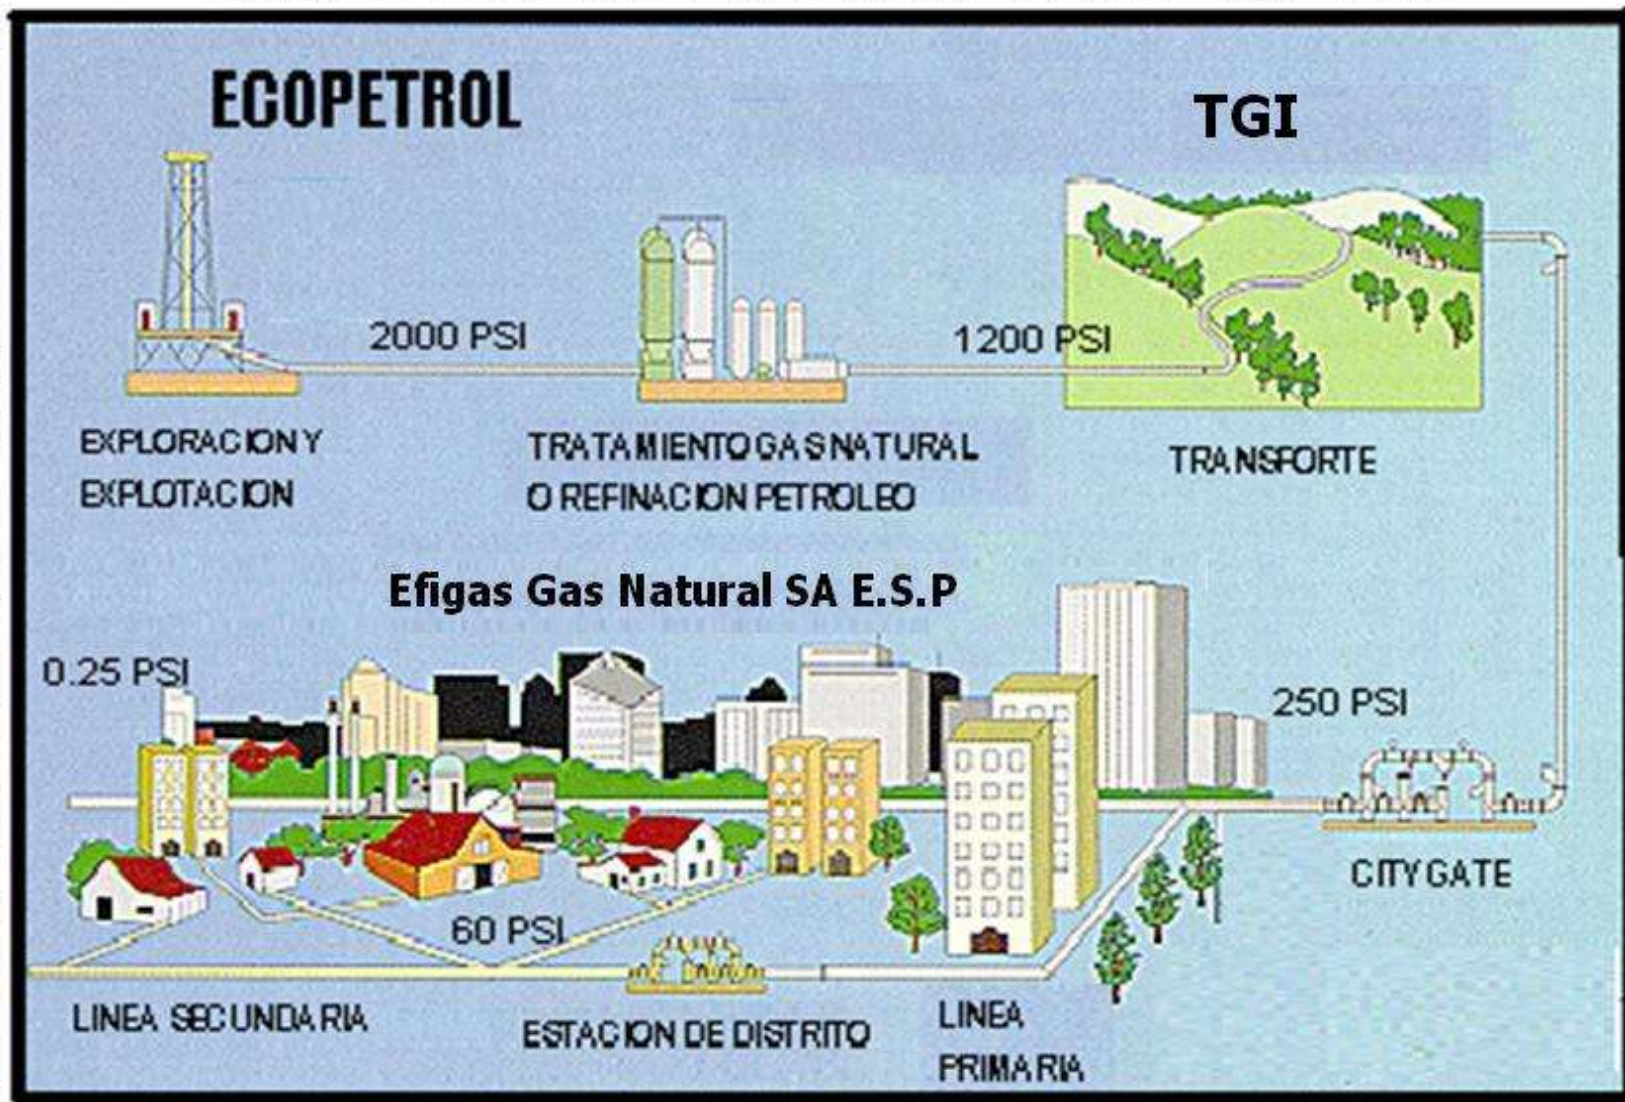 ECOPETROL
TGI
2000 PSI
1200 PSI
EXPLORACION Y
EXPLOTACION
TRATAMIENTO GAS NATURAL
O REFINACION PETROLEO
TRANSPORTE
Efigas Gas Natural SA E.S.P
0.25 PSI
250 PSI
CITY GATE
60 PSI
LINEA SECUNDARIA
ESTACION DE DISTRITO
LINEA
PRIMARIA